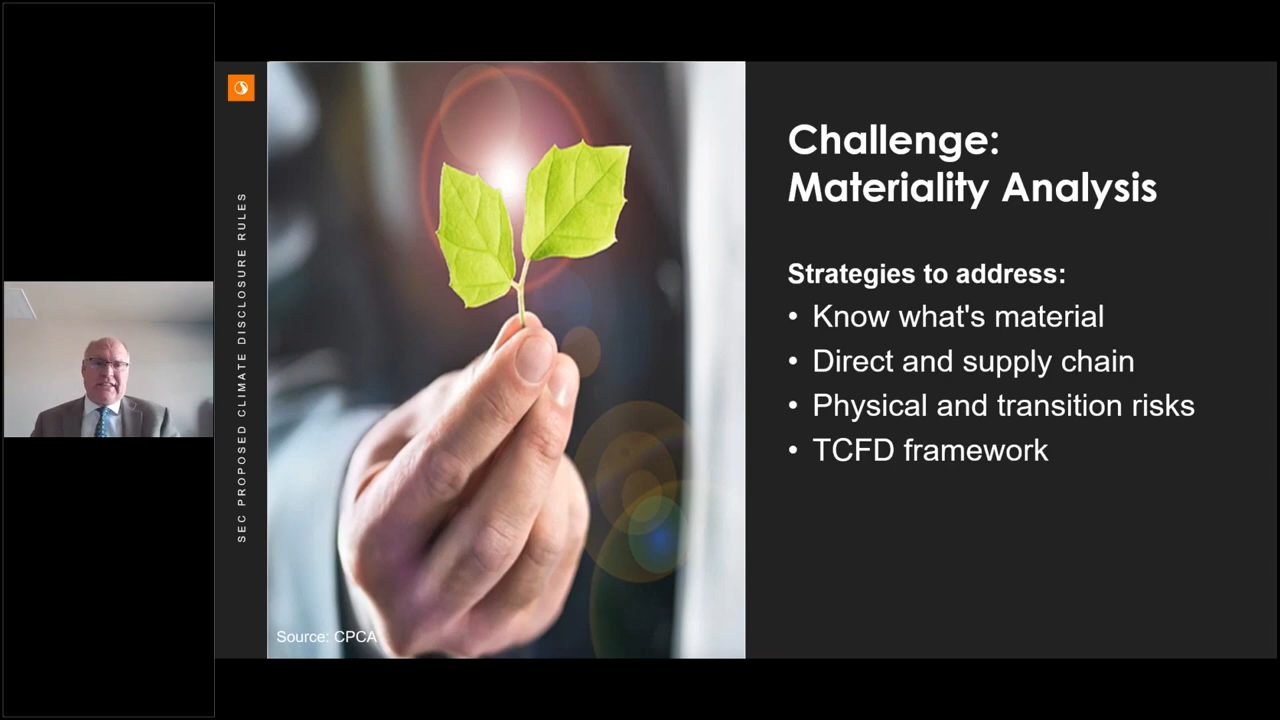 SEC PROPOSED CLIMATE DISCLOSURE RULES
Source: CPCA
Challenge:
Materiality Analysis
Strategies to address:
• Know what's material
• Direct and supply chain
• Physical and transition risks
• TCFD framework